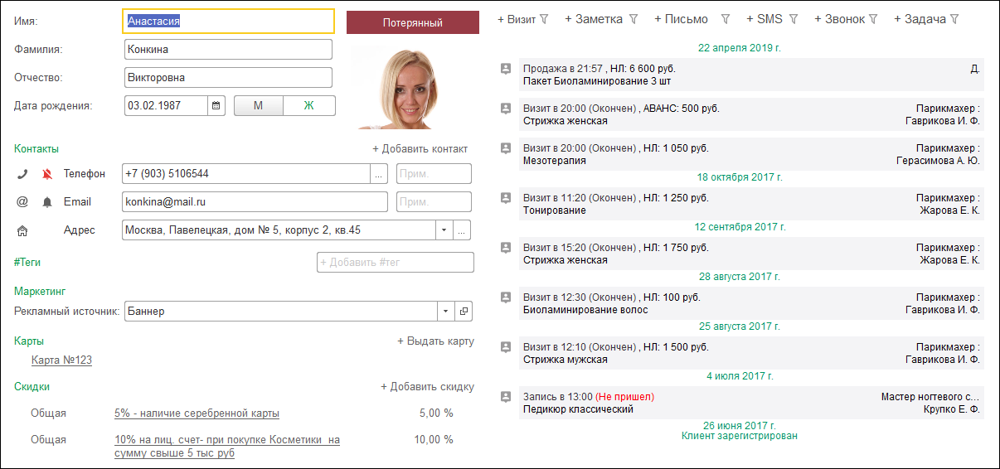 Имя:
Анастасия
Потерянный
Фамилия:
Конкина
Отчество:
Викторовна
Дата рождения:
03.02.1987
М
Ж
Контакты
+ Добавить контакт
Телефон
+7 (903) 5106544
...
Прим.
@
Email
konkina@mail.ru
Прим.
Адрес
Москва, Павелецкая, дом № 5, корпус 2, кв.45
...
#Теги
+ Добавить #тег
Маркетинг
Рекламный источник:
Баннер
Карты
+ Выдать карту
Карта №123
Скидки
+ Добавить скидку
Общая
5% - наличие серебренной карты
5,00 %
Общая
10% на лиц. счет- при покупке Косметики на
сумму свыше 5 тыс руб
10,00 %
+ Визит
+ Заметка
+ Письмо
+ SMS
+ Звонок
+ Задача
22 апреля 2019 г.
Продажа в 21:57 , НЛ: 6 600 руб.
Д.
Пакет Биоламинирование 3 шт
Визит в 20:00 (Окончен) , АВАНС: 500 руб.
Парикмахер :
Стрижка женская
Гаврикова И. Ф.
Визит в 20:00 (Окончен) , НЛ: 1 050 руб.
Парикмахер :
Мезотерапия
Герасимова А. Ю.
18 октября 2017 г.
Визит в 11:20 (Окончен) , НЛ: 1 250 руб.
Парикмахер :
Тонирование
Жарова Е. К.
12 сентября 2017 г.
Визит в 15:20 (Окончен) , НЛ: 1 750 руб.
Парикмахер :
Стрижка женская
Жарова Е. К.
28 августа 2017 г.
Визит в 12:30 (Окончен) , НЛ: 100 руб.
Парикмахер :
Биоламинирование волос
Гаврикова И. Ф.
25 августа 2017 г.
Визит в 12:10 (Окончен) , НЛ: 1 500 руб.
Парикмахер :
Стрижка мужская
Гаврикова И. Ф.
4 июля 2017 г.
Запись в 13:00 (Не пришел)
Мастер ногтевого с...
Педикюр классический
Крупко Е. Ф.
26 июня 2017 г.
Клиент зарегистрирован